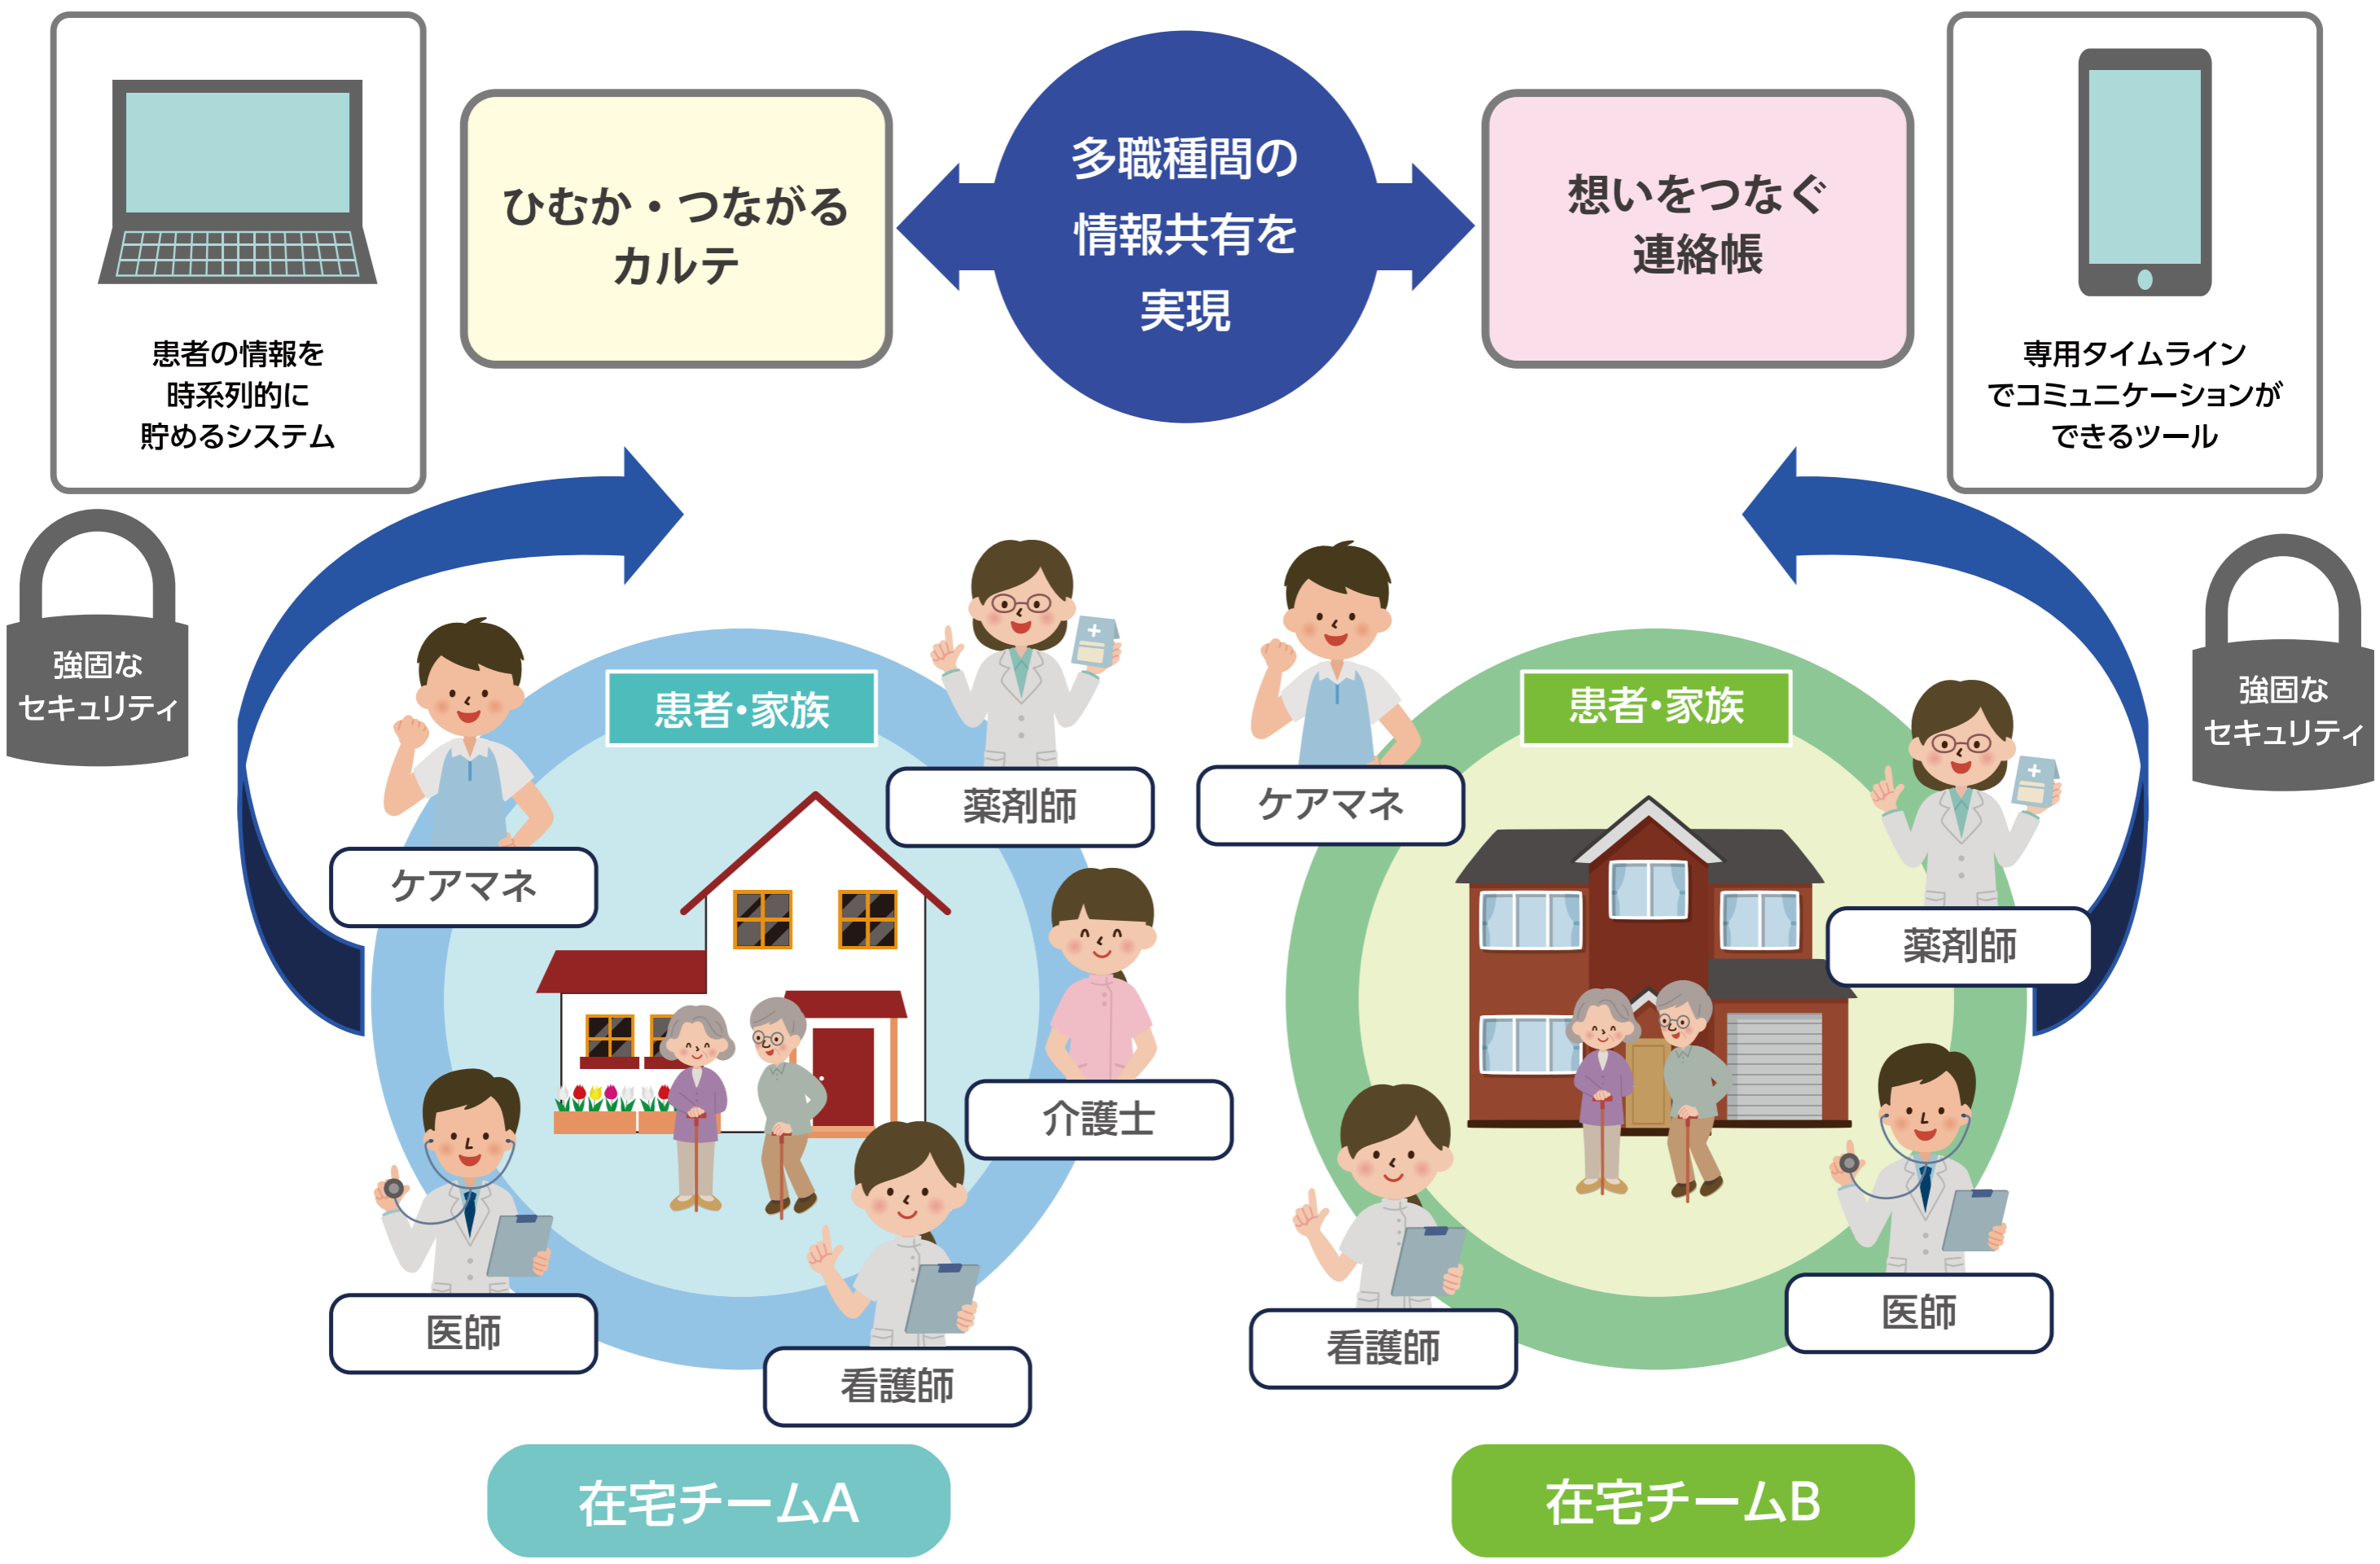 患者の情報を
時系列的に
貯めるシステム
ひむか・つながる
カルテ
多職種間の
情報共有を
実現
想いをつなぐ
連絡帳
専用タイムライン
でコミュニケーションが
できるツール
強固な
セキュリティ
強固な
セキュリティ
患者・家族
ケアマネ
薬剤師
介護士
医師
看護師
在宅チームA
患者・家族
ケアマネ
薬剤師
医師
看護師
在宅チームB